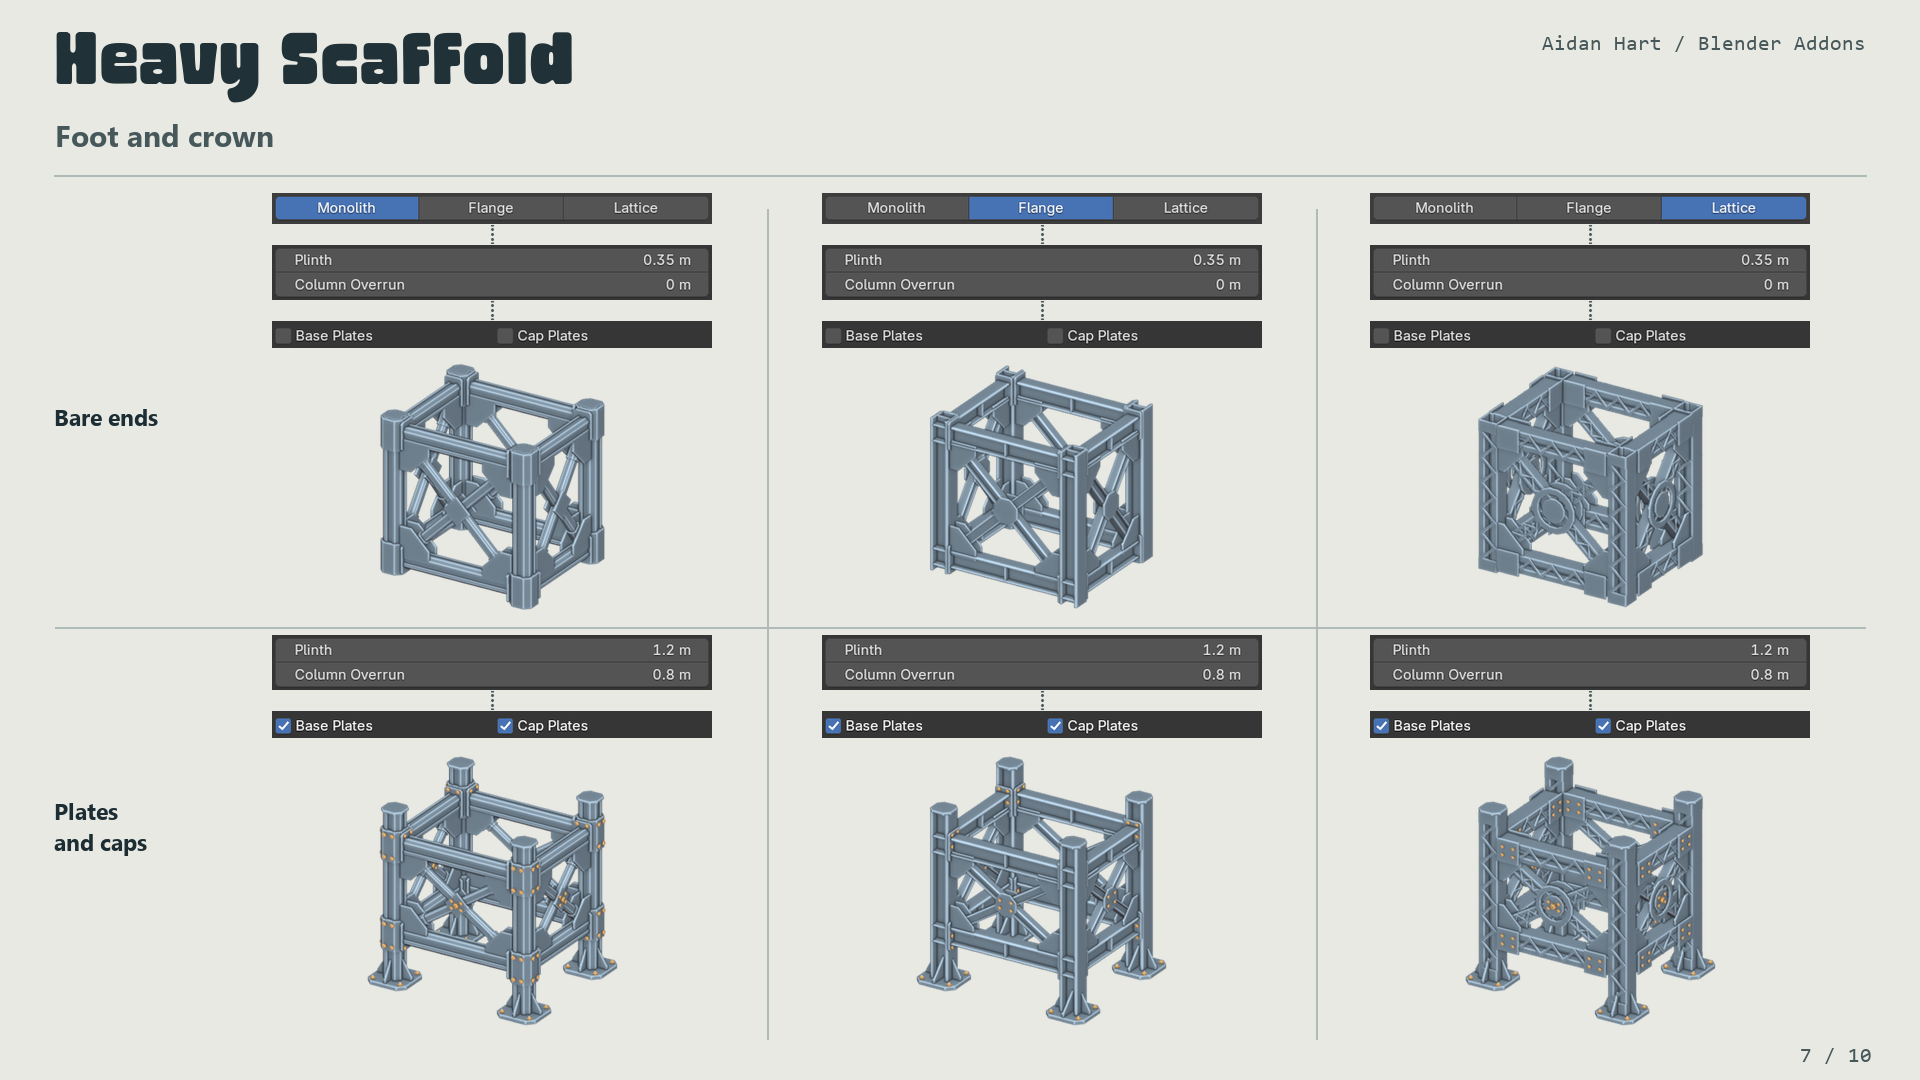 Heavy Scaffold
Aidan Hart / Blender Addons
Foot and crown
Monolith Flange Lattice
Plinth 0.35 m
Column Overrun 0 m
Base Plates Cap Plates
Monolith Flange Lattice
Plinth 0.35 m
Column Overrun 0 m
Base Plates Cap Plates
Monolith Flange Lattice
Plinth 0.35 m
Column Overrun 0 m
Base Plates Cap Plates
Bare ends
Plinth 1.2 m
Column Overrun 0.8 m
Base Plates Cap Plates
Plinth 1.2 m
Column Overrun 0.8 m
Base Plates Cap Plates
Plinth 1.2 m
Column Overrun 0.8 m
Base Plates Cap Plates
Plates
and caps
7 / 10